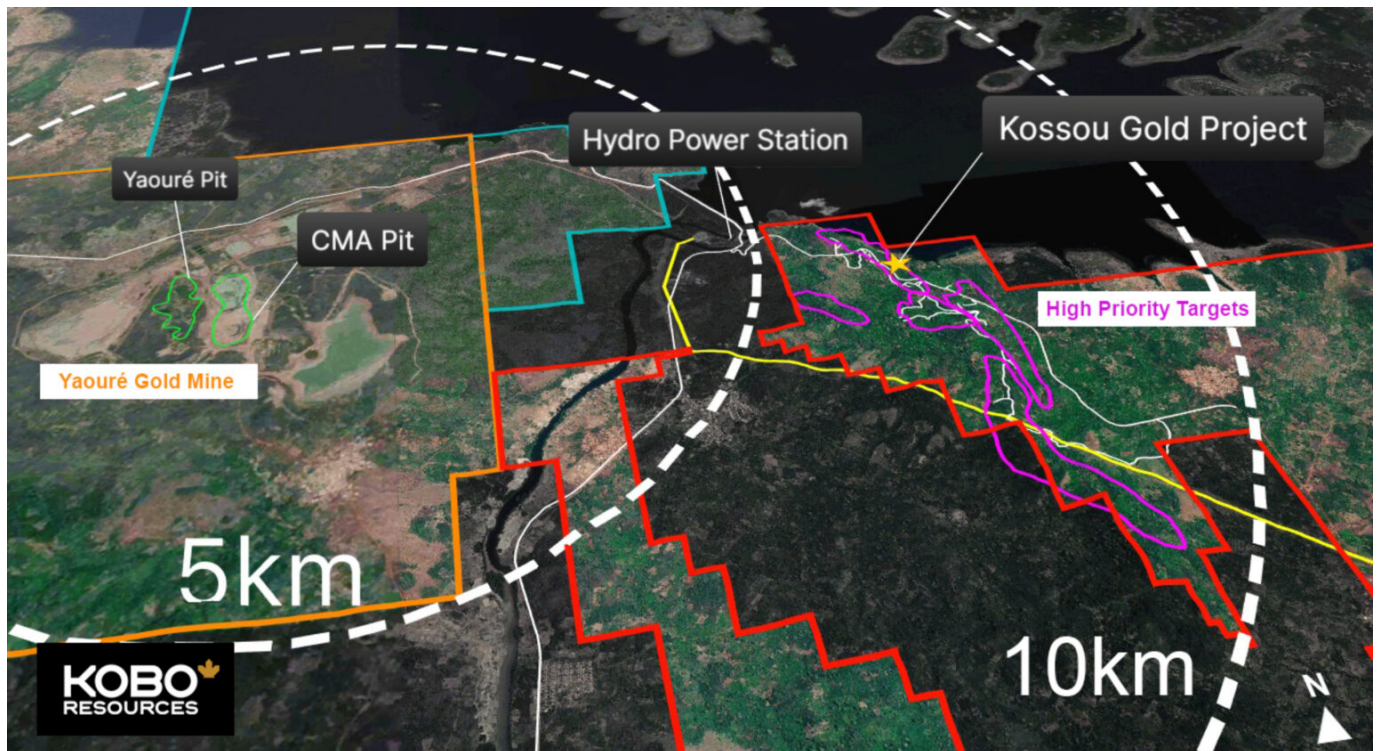 Hydro Power Station
Kossou Gold Project
Yaouré Pit
CMA Pit
High Priority Targets
Yaouré Gold Mine
5km
10km
KOBO
RESOURCES
N